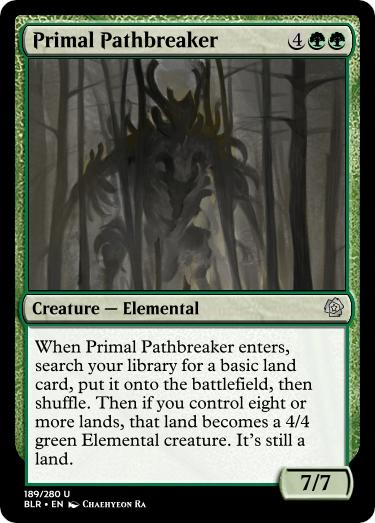 Primal Pathbreaker 4
Creature — Elemental
When Primal Pathbreaker enters,
search your library for a basic land
card, put it onto the battlefield, then
shuffle. Then if you control eight or
more lands, that land becomes a 4/4
green Elemental creature. It's still a
land.
7/7
189/280 U
BLR • EN Chaehyeon Ra